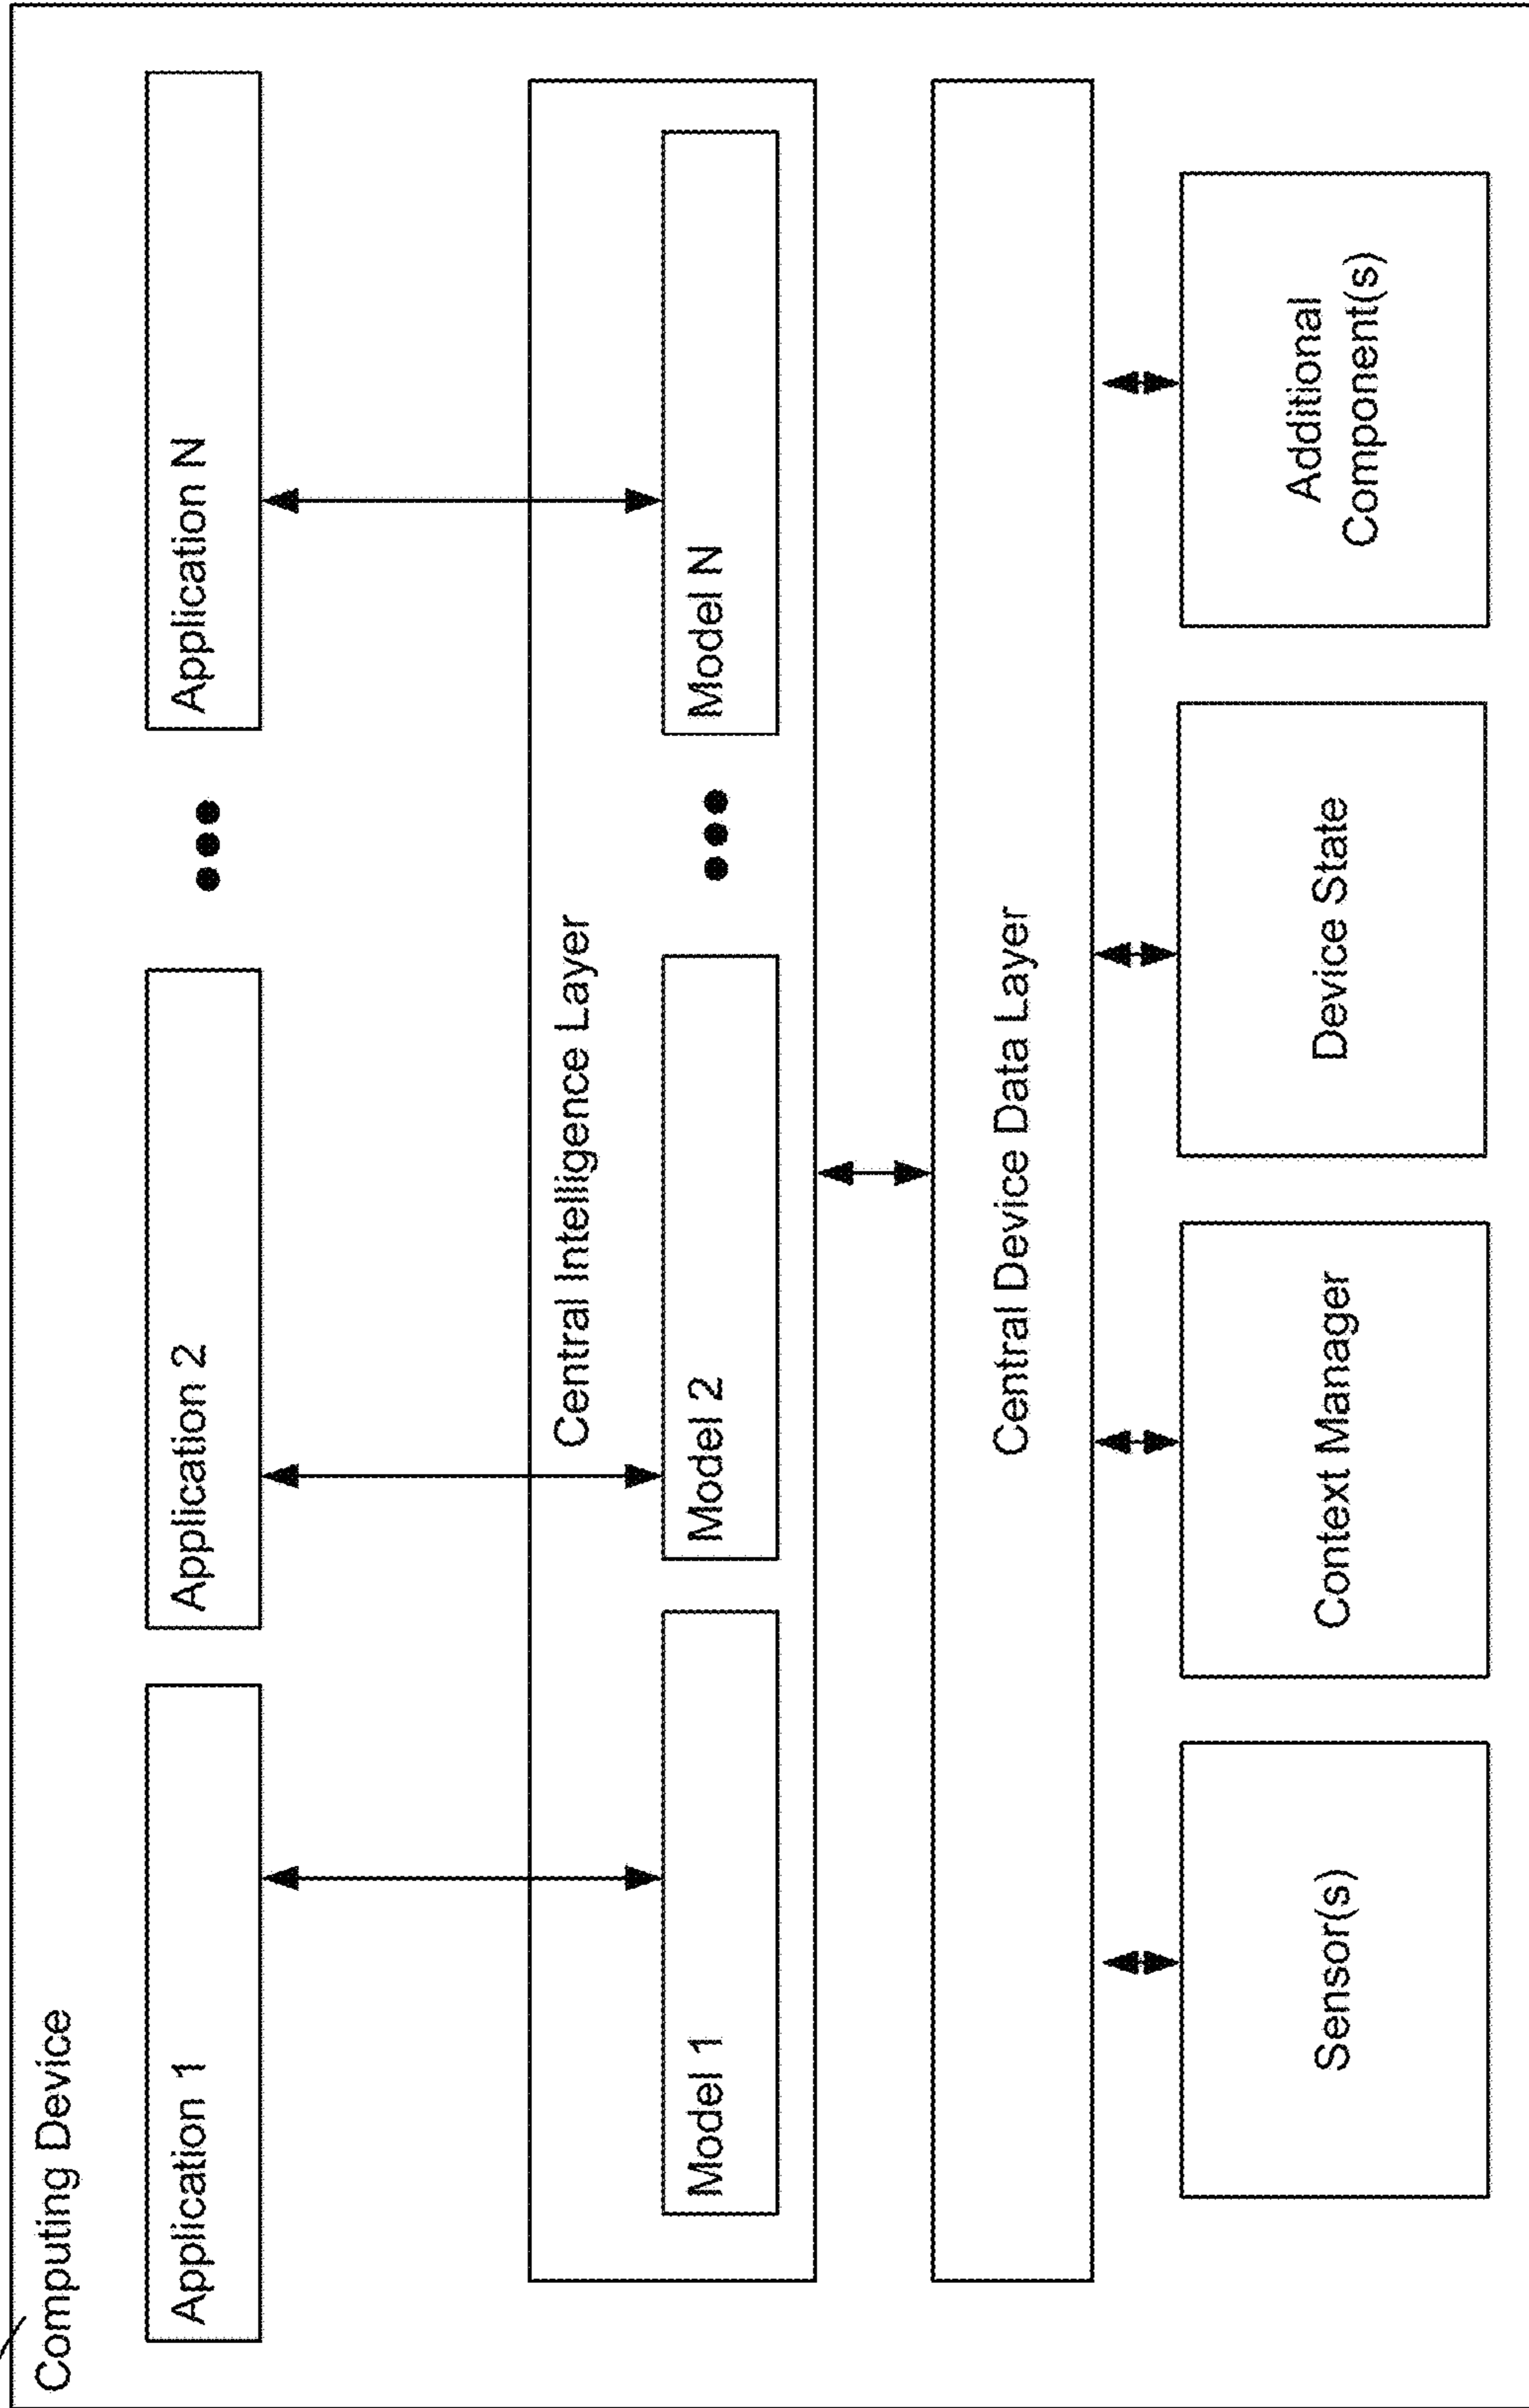 Computing Device
Application 1
Application 2
Application N
Central Intelligence Layer
Model 1
Model 2
Model N
Central Device Data Layer
Sensor(s)
Context Manager
Device State
Additional
Component(s)